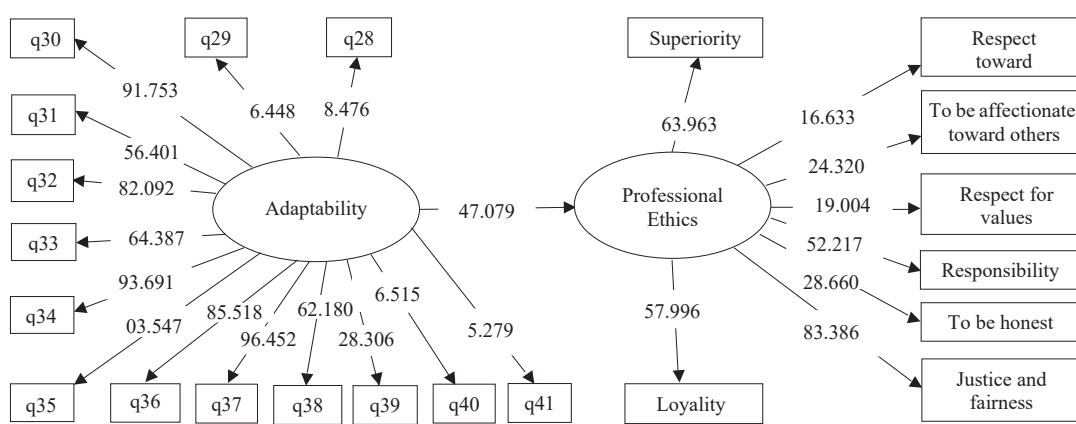 q30
q29
q28
Superiority
Respect
toward
91.753
6.448
8.476
16.633
q31
To be affectionate
toward others
56.401
63.963
24.320
q32
82.092
Adaptability
47.079
Professional
Ethics
19.004
Respect for
values
q33
64.387
52.217
Responsibility
93.691
28.660
q34
03.547
85.518
96.452
62.180
28.306
6.515
5.279
57.996
83.386
To be honest
q35
q36
q37
q38
q39
q40
q41
Loyality
Justice and
fairness